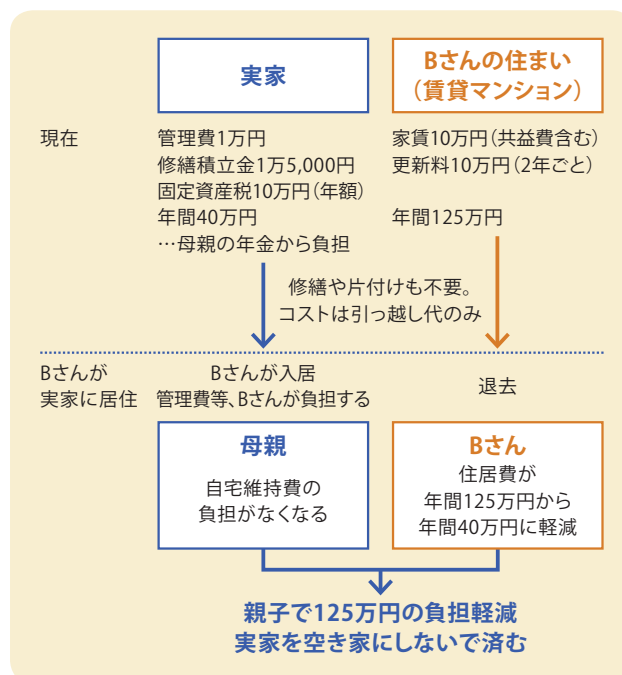 実家
Bさんの住まい
(賃貸マンション)
現在
管理費1万円
修繕積立金1万5,000円
固定資産税10万円(年額)
年間40万円
…母親の年金から負担
家賃10万円(共益費含む)
更新料10万円(2年ごと)
年間125万円
修繕や片付けも不要。
コストは引っ越し代のみ
Bさんが
実家に居住
Bさんが入居
管理費等、Bさんが負担する
退去
母親
自宅維持費の
負担がなくなる
Bさん
住居費が
年間125万円から
年間40万円に軽減
親子で125万円の負担軽減
実家を空き家にしないで済む